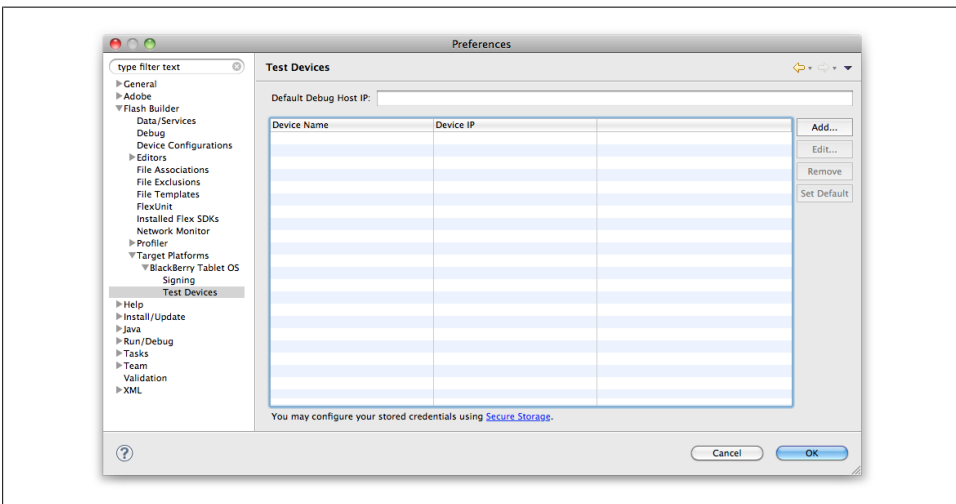 Preferences
type filter text
General
Adobe
Flash Builder
Data/Services
Debug
Device Configurations
Editors
File Associations
File Exclusions
File Templates
FlexUnit
Installed Flex SDKs
Network Monitor
Profiler
Target Platforms
BlackBerry Tablet OS
Signing
Test Devices
Help
Install/Update
Java
Run/Debug
Tasks
Team
Validation
XML
Test Devices
Default Debug Host IP:
Device Name Device IP
Add...
Edit...
Remove
Set Default
You may configure your stored credentials using Secure Storage.
?
Cancel OK